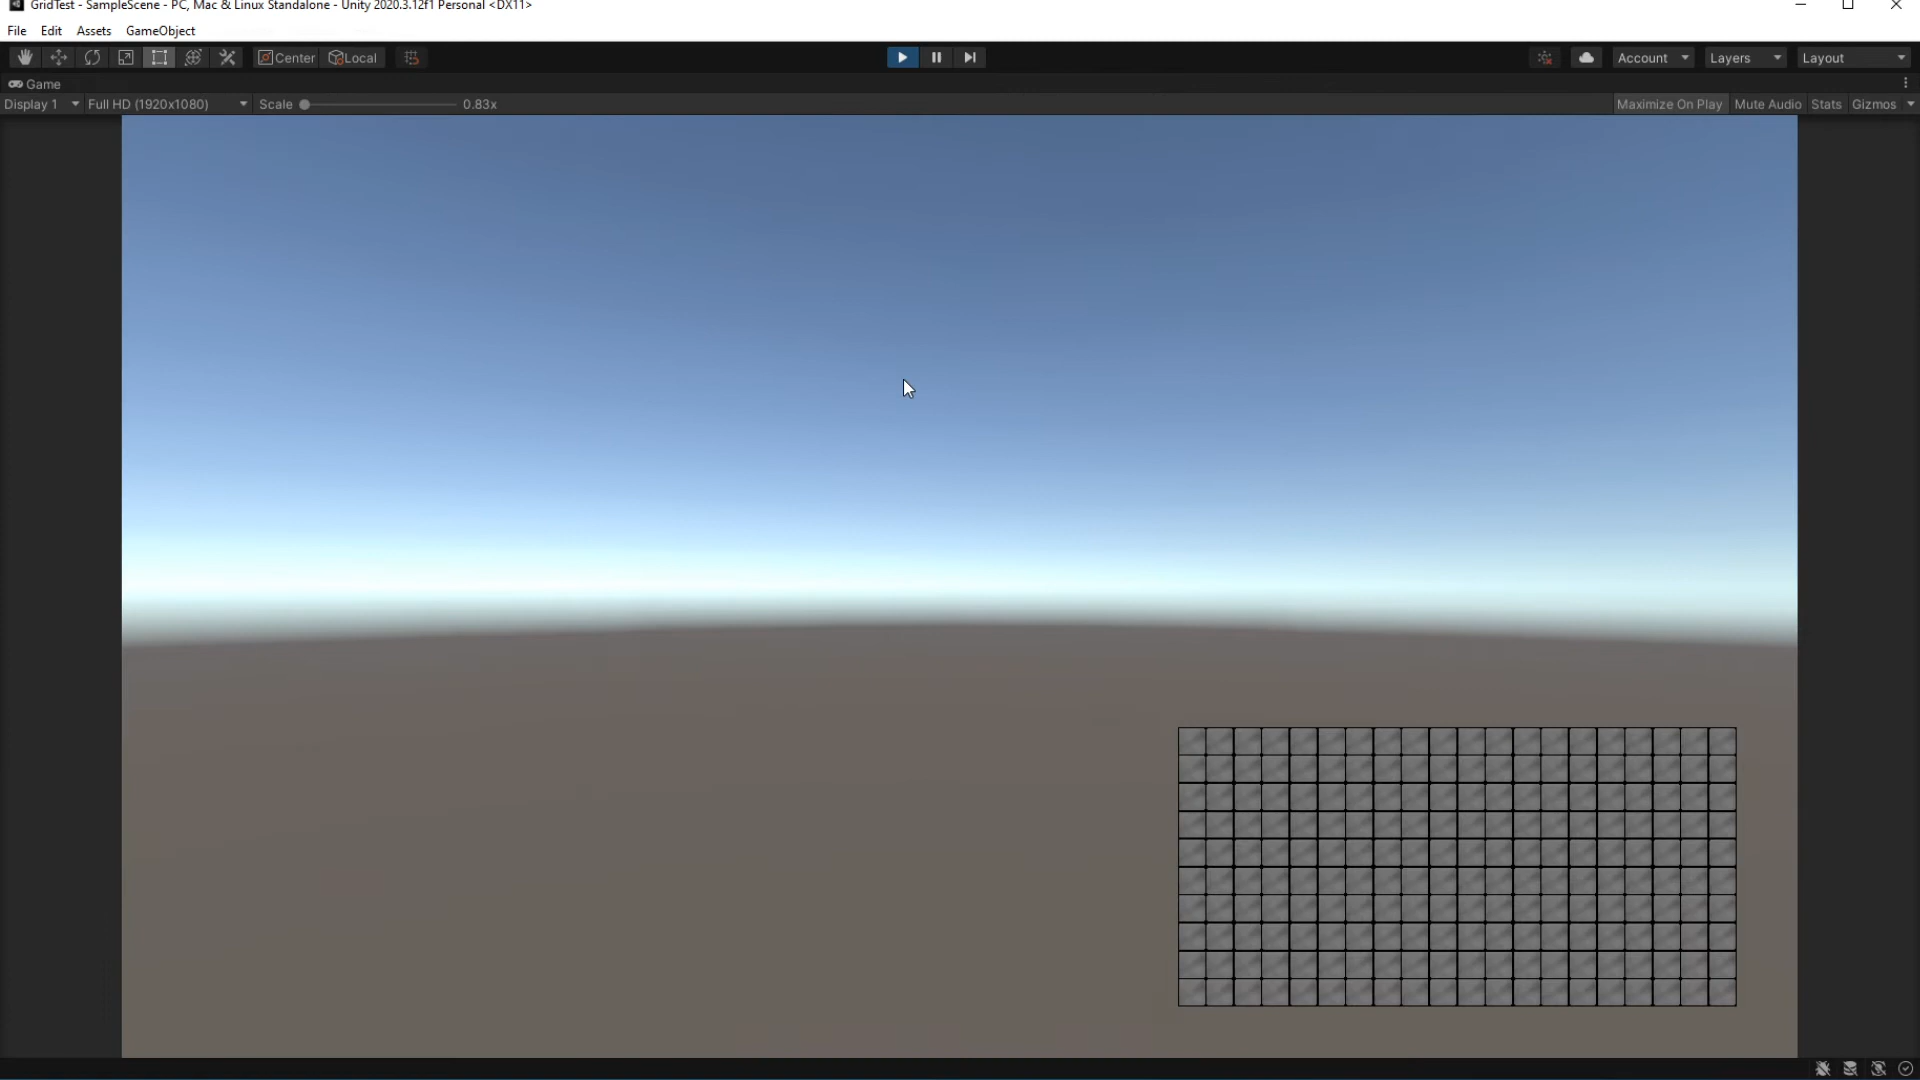 GridTest - SampleScene - PC, Mac & Linux Standalone - Unity 2020.3.12f1 Personal <DX11>
File Edit Assets GameObject
Center Local Account Layers Layout
Game
Display 1 Full HD (1920x1080) Scale 0.83x Maximize On Play Mute Audio Stats Gizmos